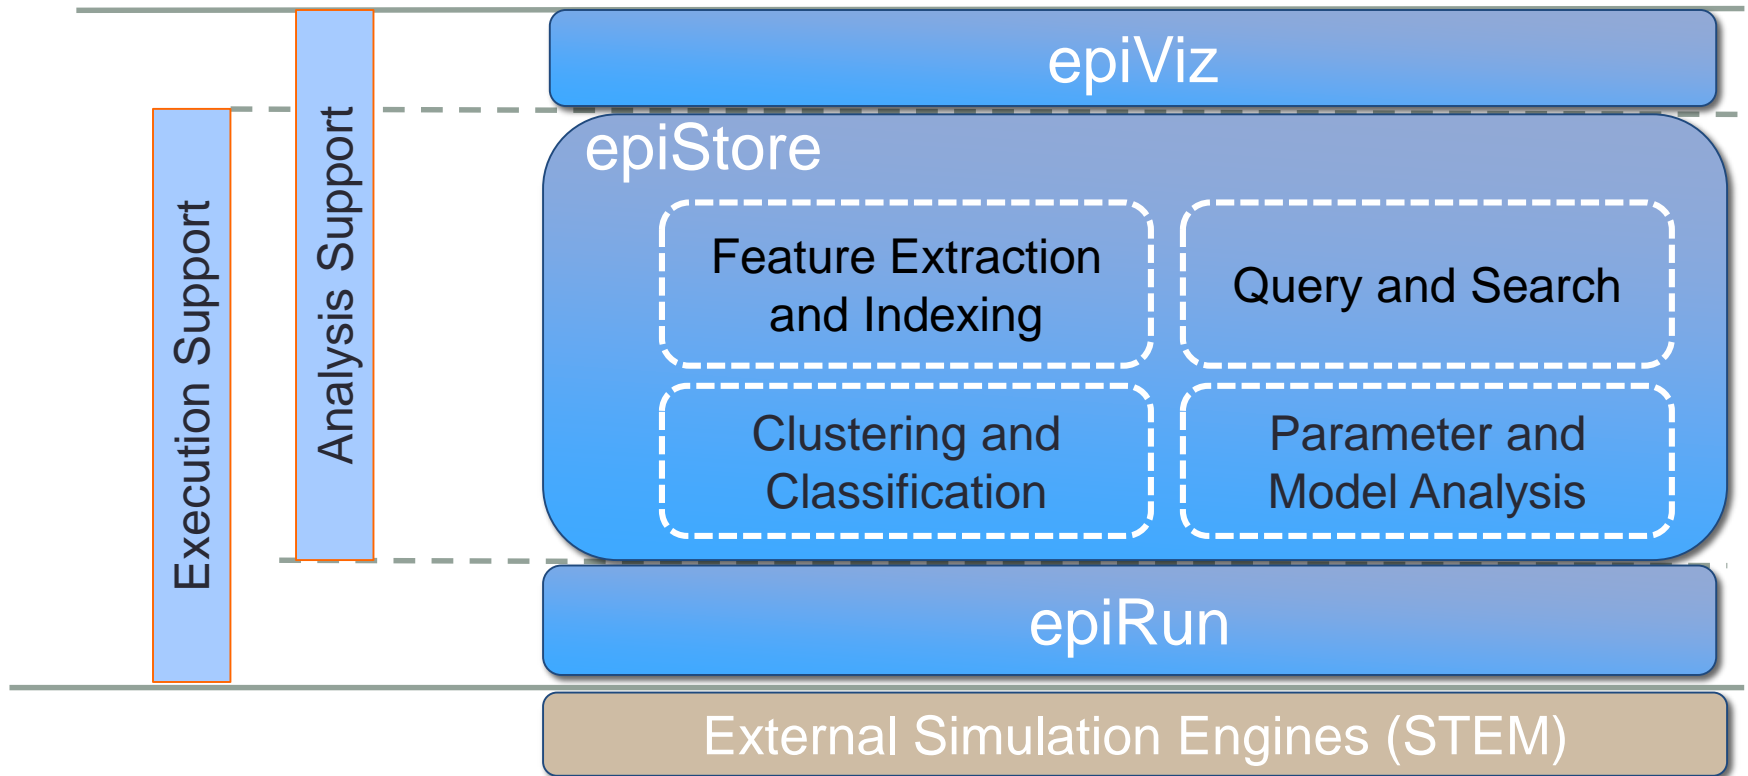 epiViz
Execution Support
Analysis Support
epiStore
Feature Extraction
and Indexing
Query and Search
Clustering and
Classification
Parameter and
Model Analysis
epiRun
External Simulation Engines (STEM)